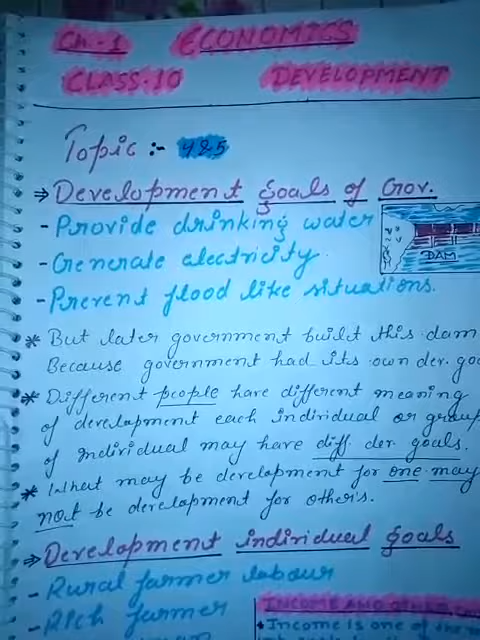 Ch-1 ECONOMICS
CLASS-10 DEVELOPMENT
Topic :- 4&5
⇒ Development Goals of Gov.
- Provide drinking water
- Generate electricity
- Prevent flood like situations.
DAM
* But later government built this dam
Because government had its own dev. go
* Different people have different meaning
of development each individual or group
of individual may have diff. dev. goals.
* What may be development for one may
not be development for other's.
⇒ Development individual Goals
- Rural farmer labour
- Rich farmer
INCOME AND OTHER
• Income is one of the